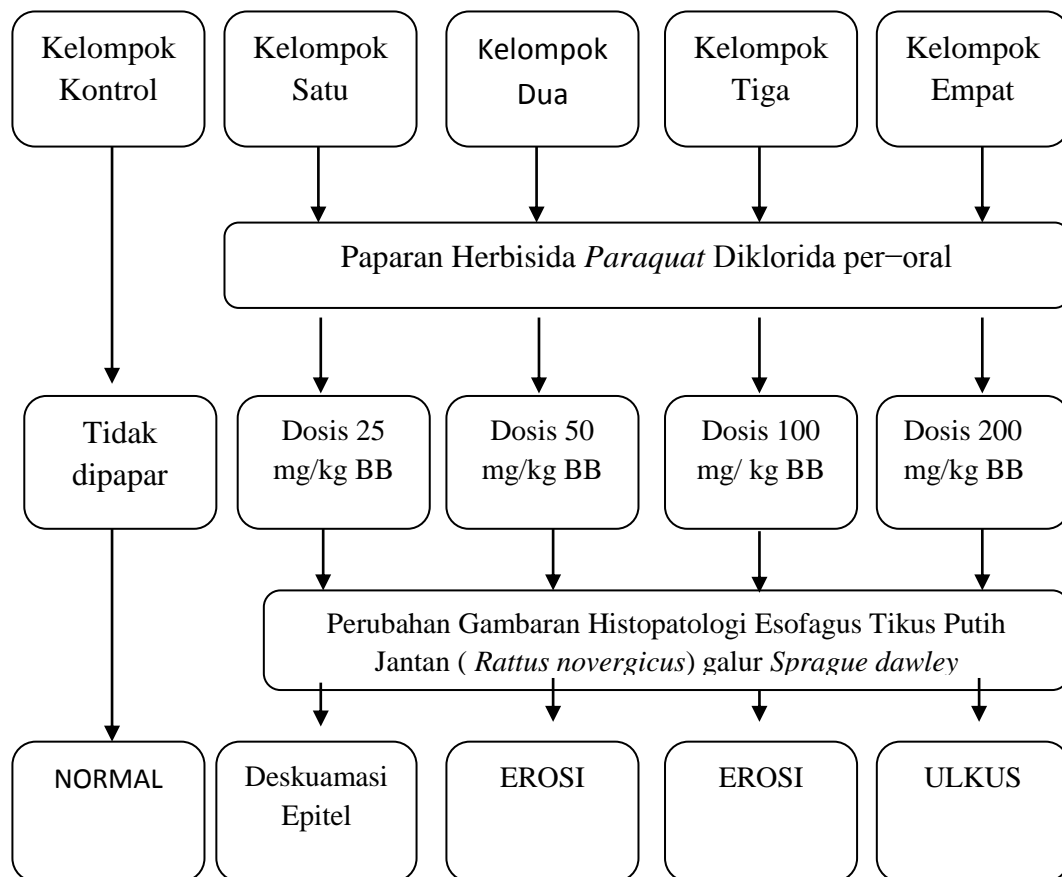 Kelompok
Kontrol
Kelompok
Satu
Kelompok
Dua
Kelompok
Tiga
Kelompok
Empat
Paparan Herbisida Paraquat Diklorida per−oral
Tidak
dipapar
Dosis 25
mg/kg BB
Dosis 50
mg/kg BB
Dosis 100
mg/ kg BB
Dosis 200
mg/kg BB
Perubahan Gambaran Histopatologi Esofagus Tikus Putih
Jantan ( Rattus novergicus) galur Sprague dawley
NORMAL
Deskuamasi
Epitel
EROSI
EROSI
ULKUS